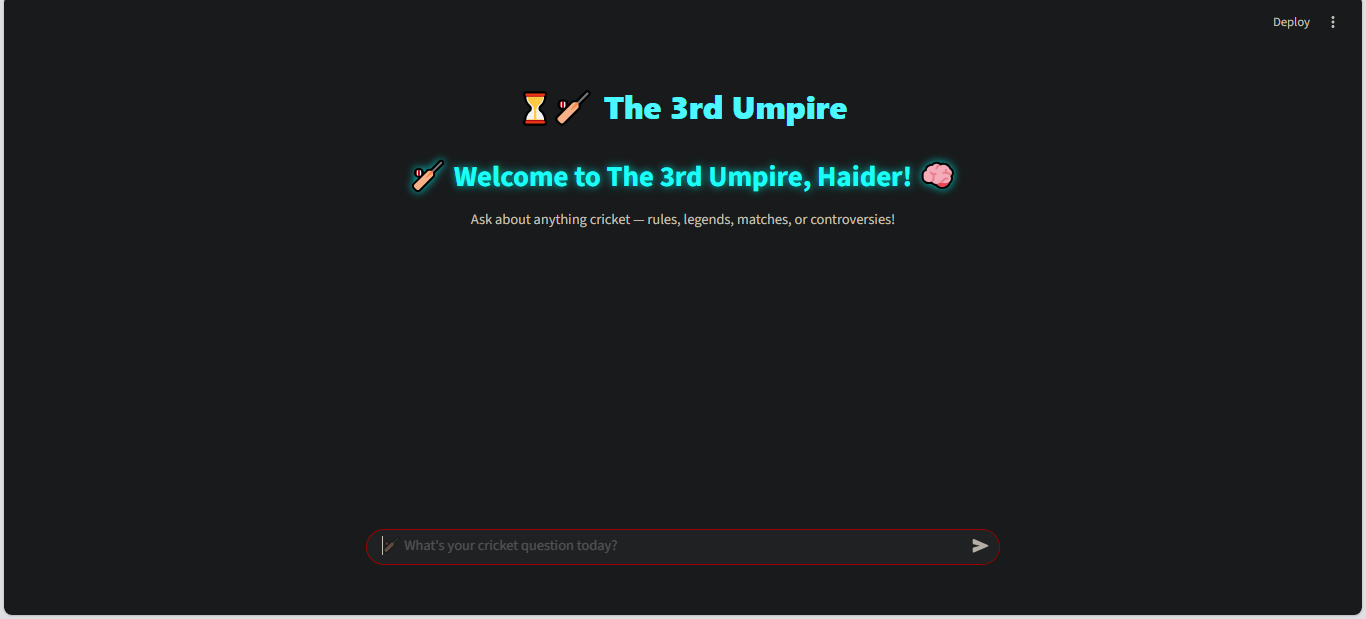 Deploy
The 3rd Umpire
Welcome to The 3rd Umpire, Haider!
Ask about anything cricket — rules, legends, matches, or controversies!
What's your cricket question today?